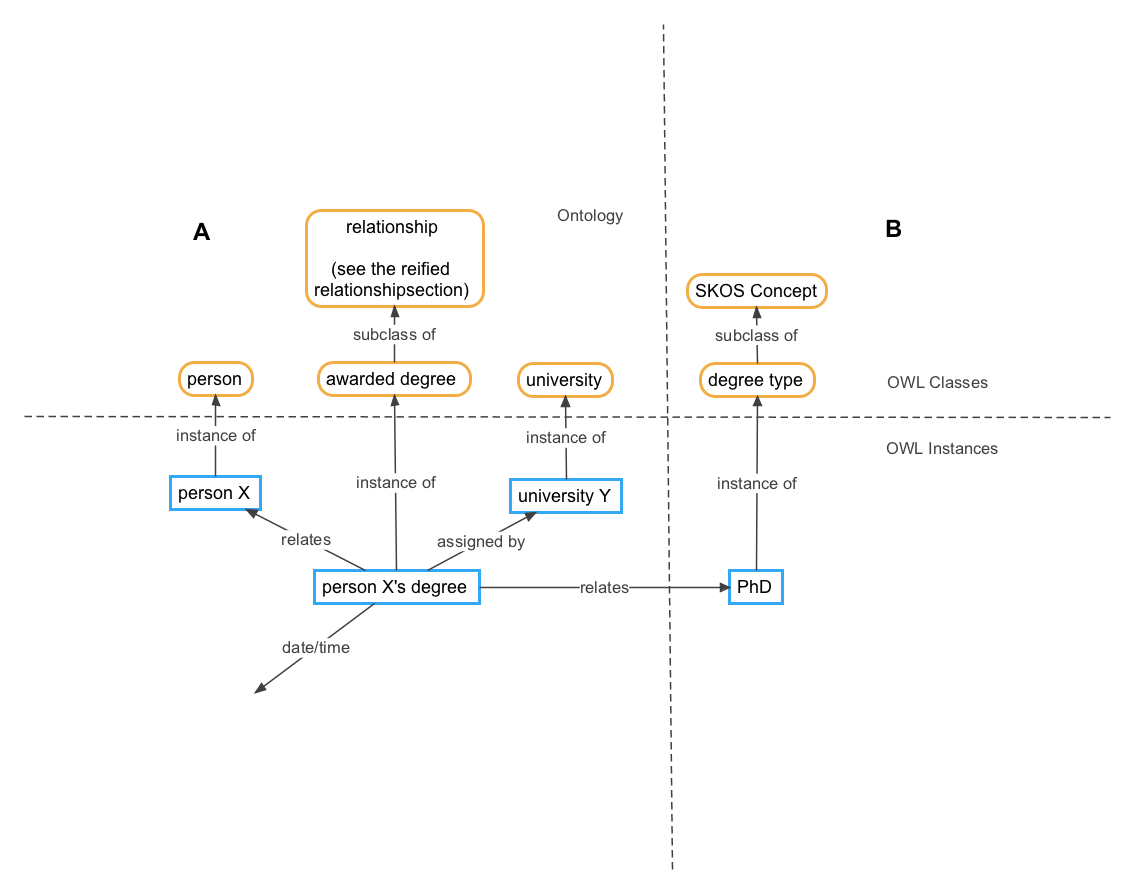 Ontology
A
B
relationship
(see the reified
relationshipsection)
SKOS Concept
subclass of
subclass of
person
awarded degree
university
degree type
OWL Classes
instance of
instance of
OWL Instances
instance of
instance of
person X
university Y
relates
assigned by
person X's degree
relates
PhD
date/time